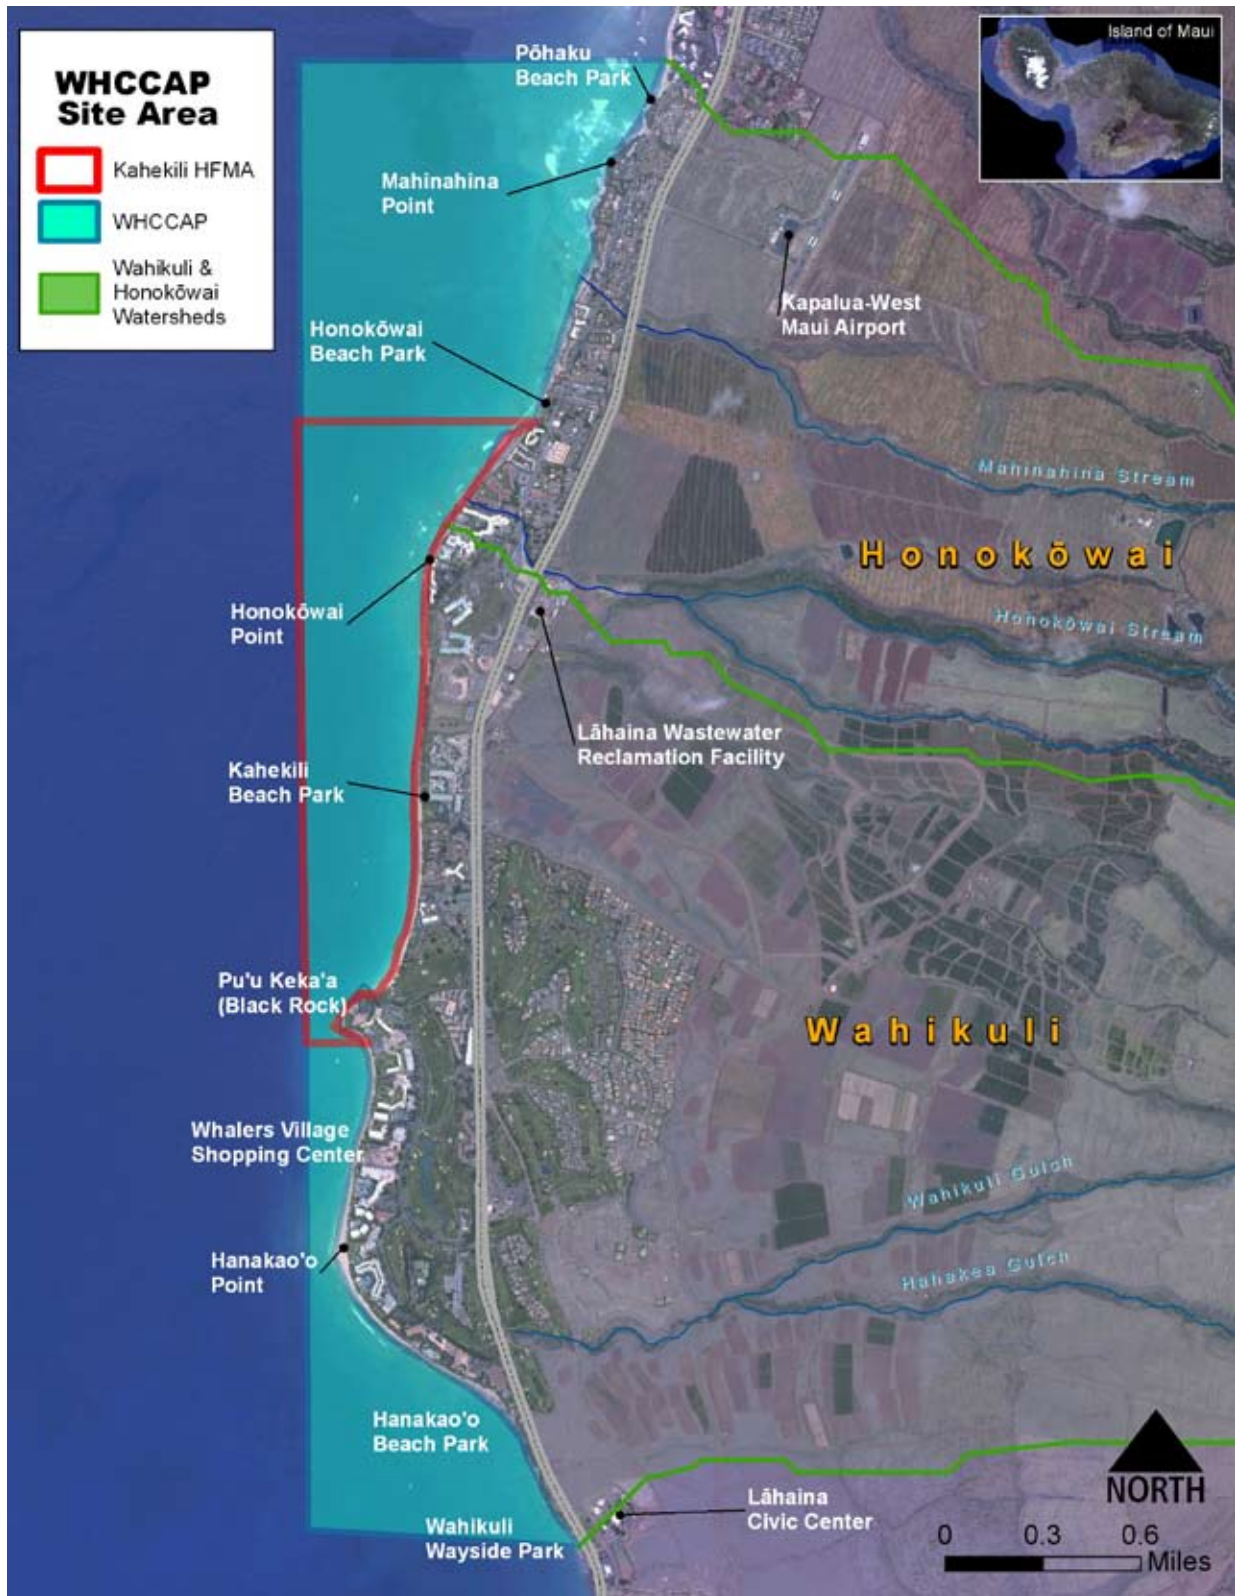 WHCCAP
Site Area
Kahekili HFMA
WHCCAP
Wahikuli &
Honokōwai
Watersheds
Island of Maui
Pōhaku
Beach Park
Mahinahina
Point
Kapalua-West
Maui Airport
Honokōwai
Beach Park
Mahinahina Stream
Honokōwai
Honokōwai Stream
Honokōwai
Point
Lāhaina Wastewater
Reclamation Facility
Kahekili
Beach Park
Pu'u Keka'a
(Black Rock)
Wahikuli
Whalers Village
Shopping Center
Wahikuli Gulch
Hahakea Gulch
Hanakao'o
Point
Hanakao'o
Beach Park
Lāhaina
Civic Center
Wahikuli
Wayside Park
NORTH
0 0.3 0.6
Miles